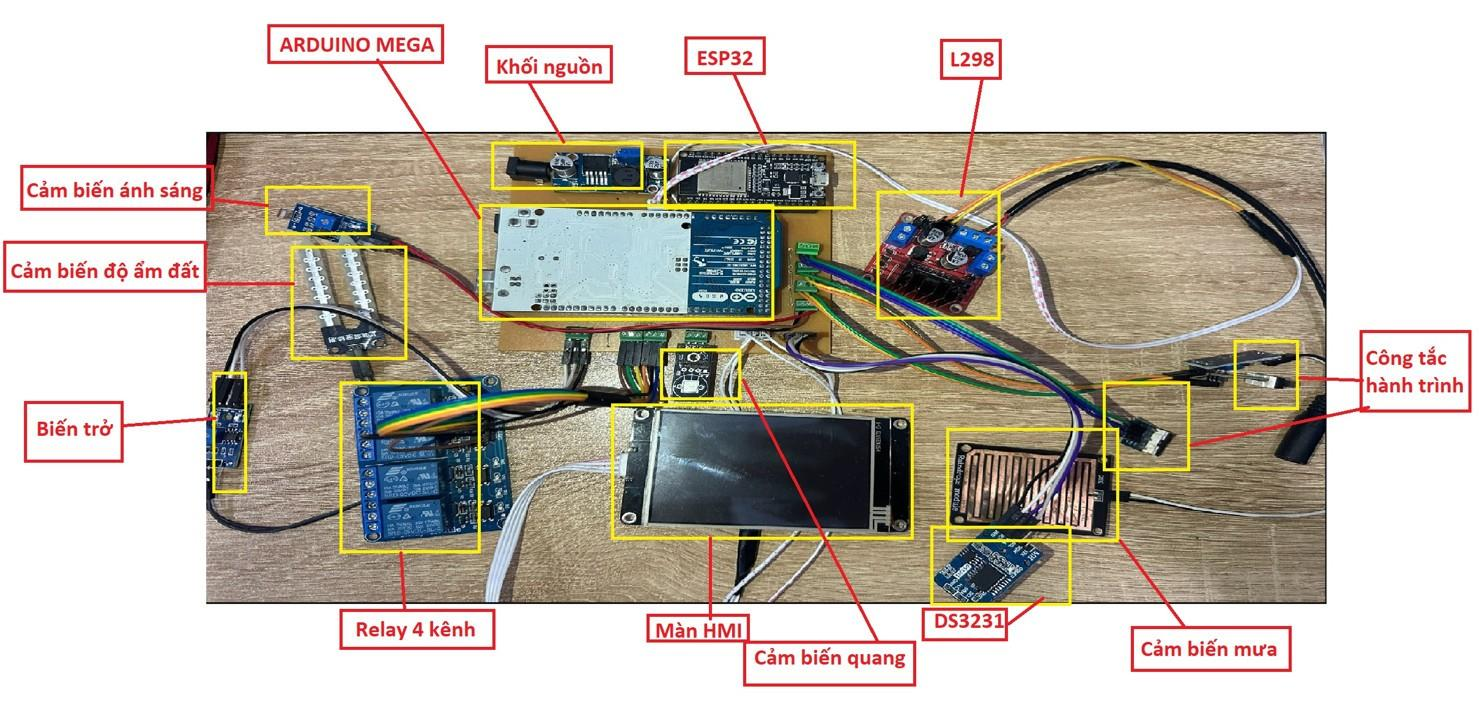 ARDUINO MEGA
Khối nguồn
ESP32
L298
Cảm biến ánh sáng
Cảm biến độ ẩm đất
Biến trở
Công tắc
hành trình
Relay 4 kênh
Màn HMI
Cảm biến quang
DS3231
Cảm biến mưa